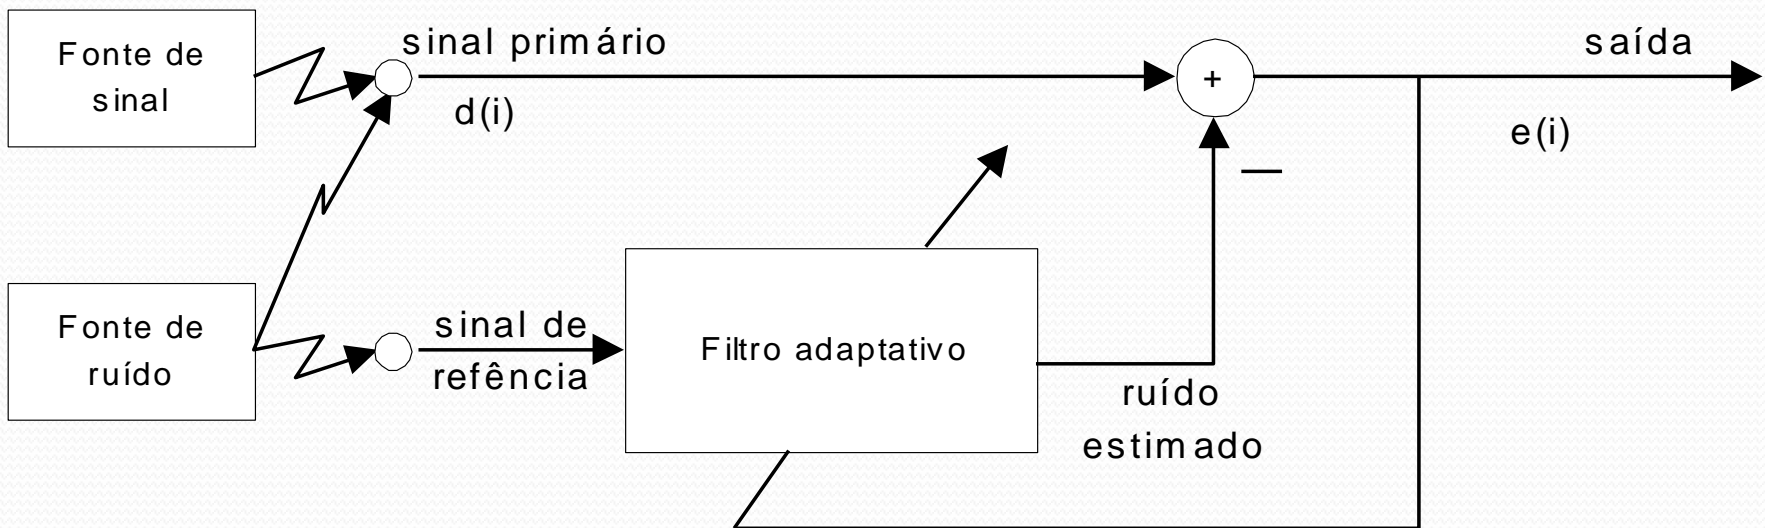 Fonte de
sinal
sinal primário
d(i)
+
saída
e(i)
—
Fonte de
ruído
sinal de
refência
Filtro adaptativo
ruído
estimado